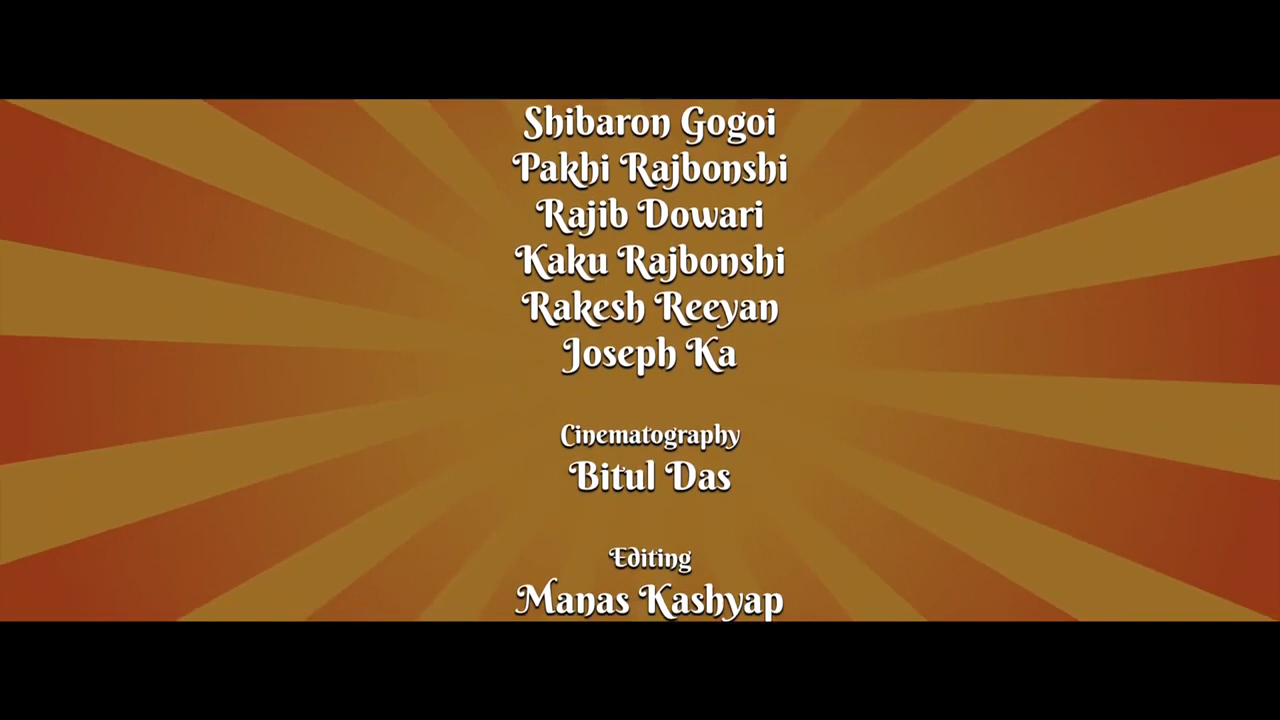 Shibaron Gogoi
Pakhi Rajbonshi
Rajib Dowari
Kaku Rajbonshi
Rakesh Reeyan
Joseph Ka
Cinematography
Bitul Das
Editing
Manas Kashyap